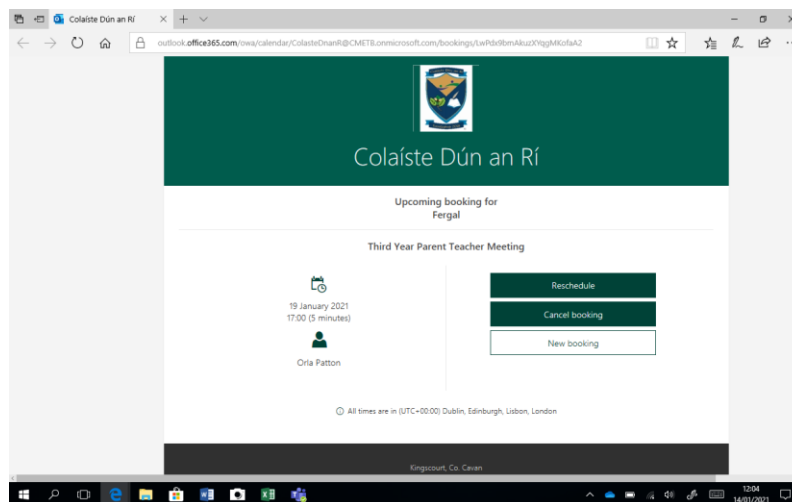 Colaiste Dún an Rí
outlook.office365.com/owa/calendar/ColasteDnanR@CMETB.onmicrosoft.com/bookings/
Colaíste Dún an Rí
Upcoming booking for
Fergal
Third Year Parent Teacher Meeting
19 January 2021
17:00 (5 minutes)
Orla Patton
Reschedule
Cancel booking
New booking
All times are in (UTC+00:00) Dublin, Edinburgh, Lisbon, London
Kingscourt, Co. Cavan
12:04
14/01/2021